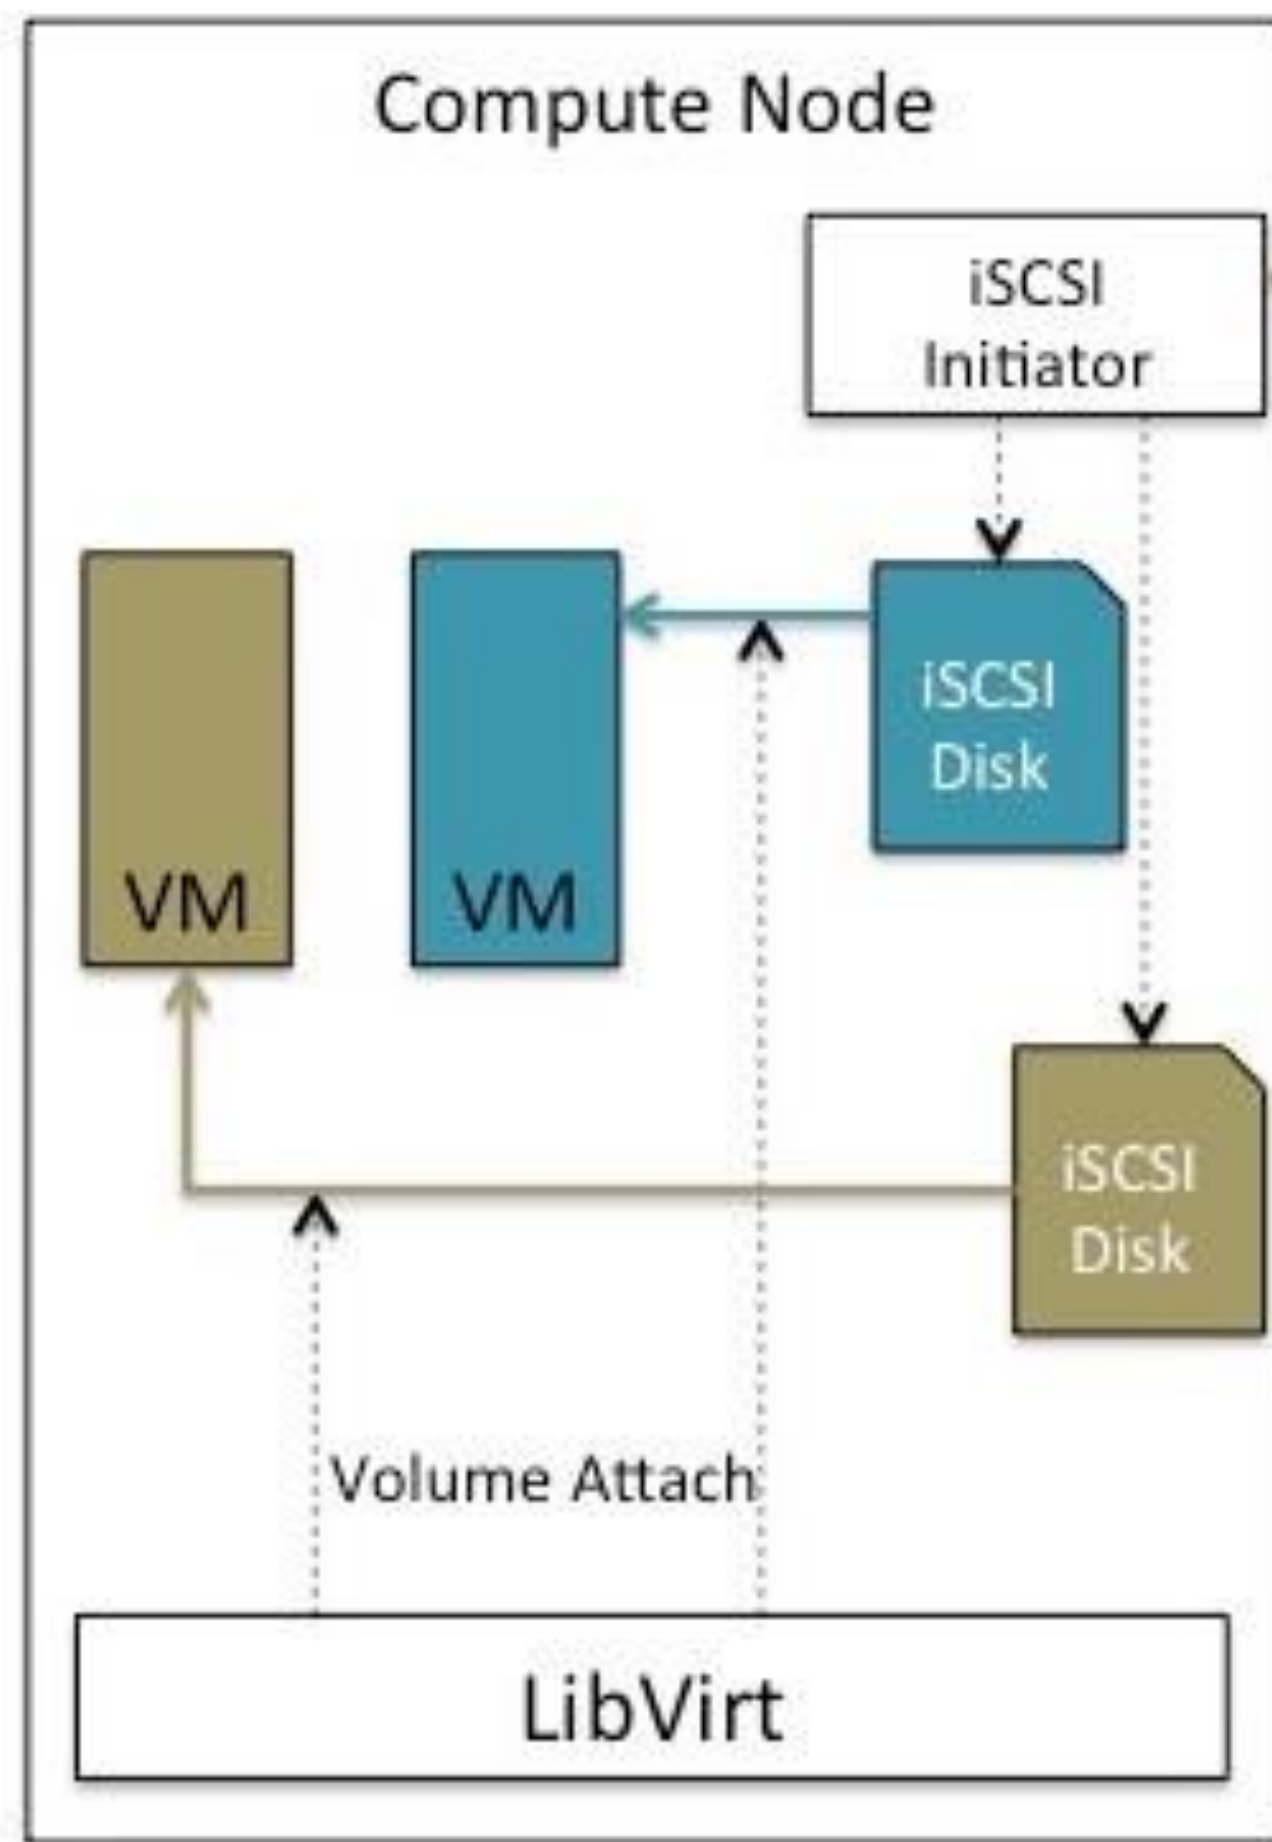 Compute Node
iSCSI
Initiator
VM
VM
iSCSI
Disk
iSCSI
Disk
Volume Attach
LibVirt